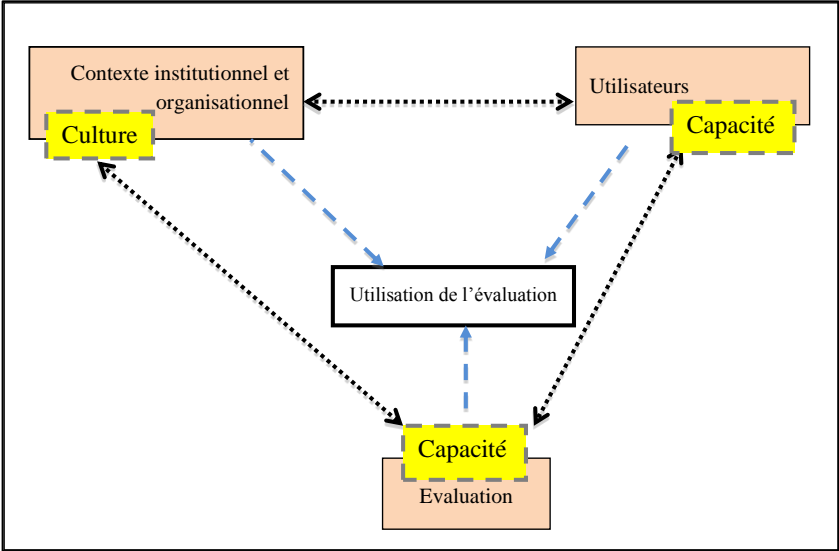 Contexte institutionnel et
organisationnel
Culture
Utilisateurs
Capacité
Utilisation de l’évaluation
Capacité
Evaluation